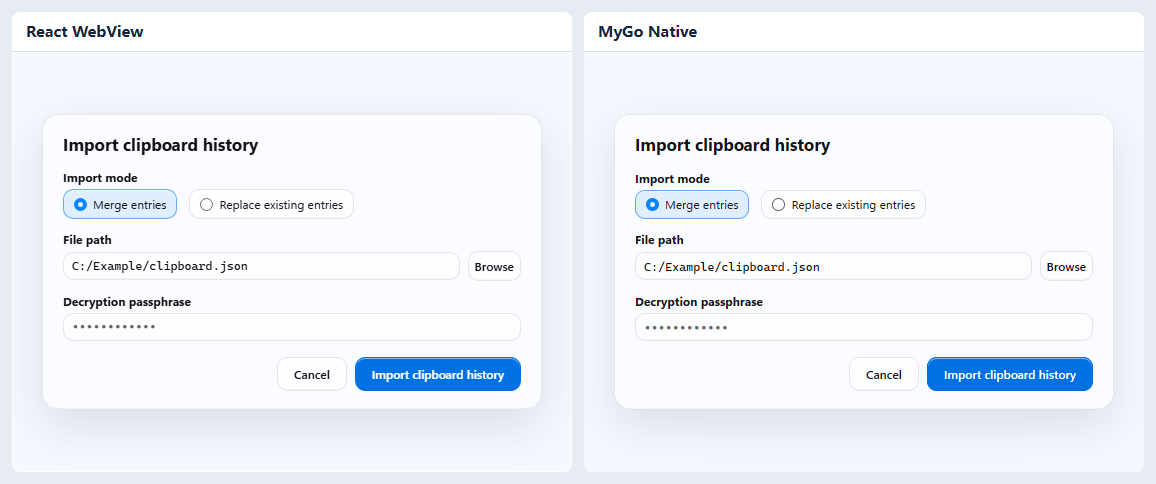 React WebView
Import clipboard history
Import mode
Merge entries
Replace existing entries
File path
C:/Example/clipboard.json
Browse
Decryption passphrase
••••••••••••
Cancel
Import clipboard history
MyGo Native
Import clipboard history
Import mode
Merge entries
Replace existing entries
File path
C:/Example/clipboard.json
Browse
Decryption passphrase
••••••••••••
Cancel
Import clipboard history